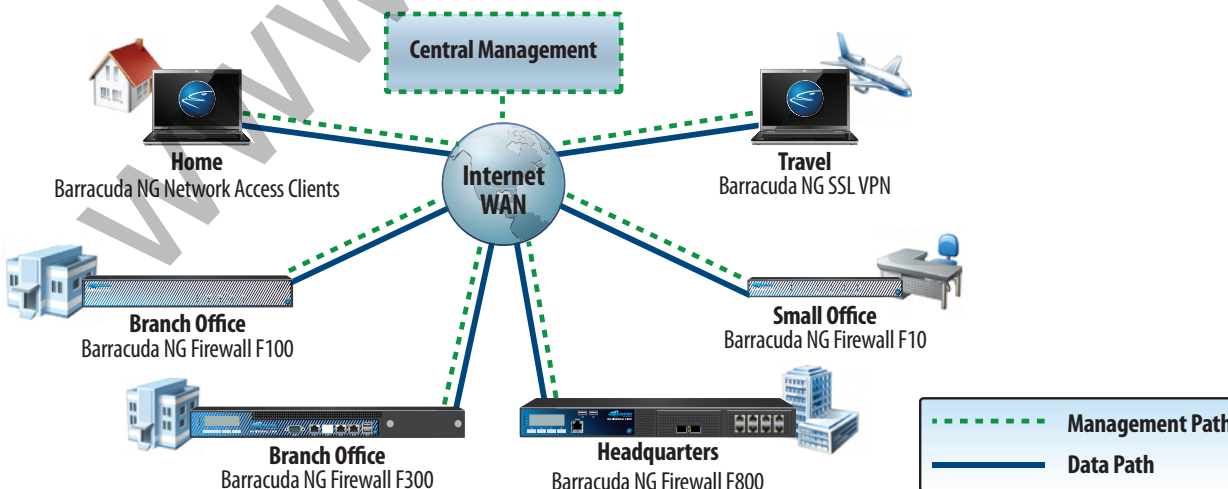 Central Management
Home
Barracuda NG Network Access Clients
Internet
WAN
Travel
Barracuda NG SSL VPN
Branch Office
Barracuda NG Firewall F100
Small Office
Barracuda NG Firewall F10
Branch Office
Barracuda NG Firewall F300
Headquarters
Barracuda NG Firewall F800
Management Path
Data Path